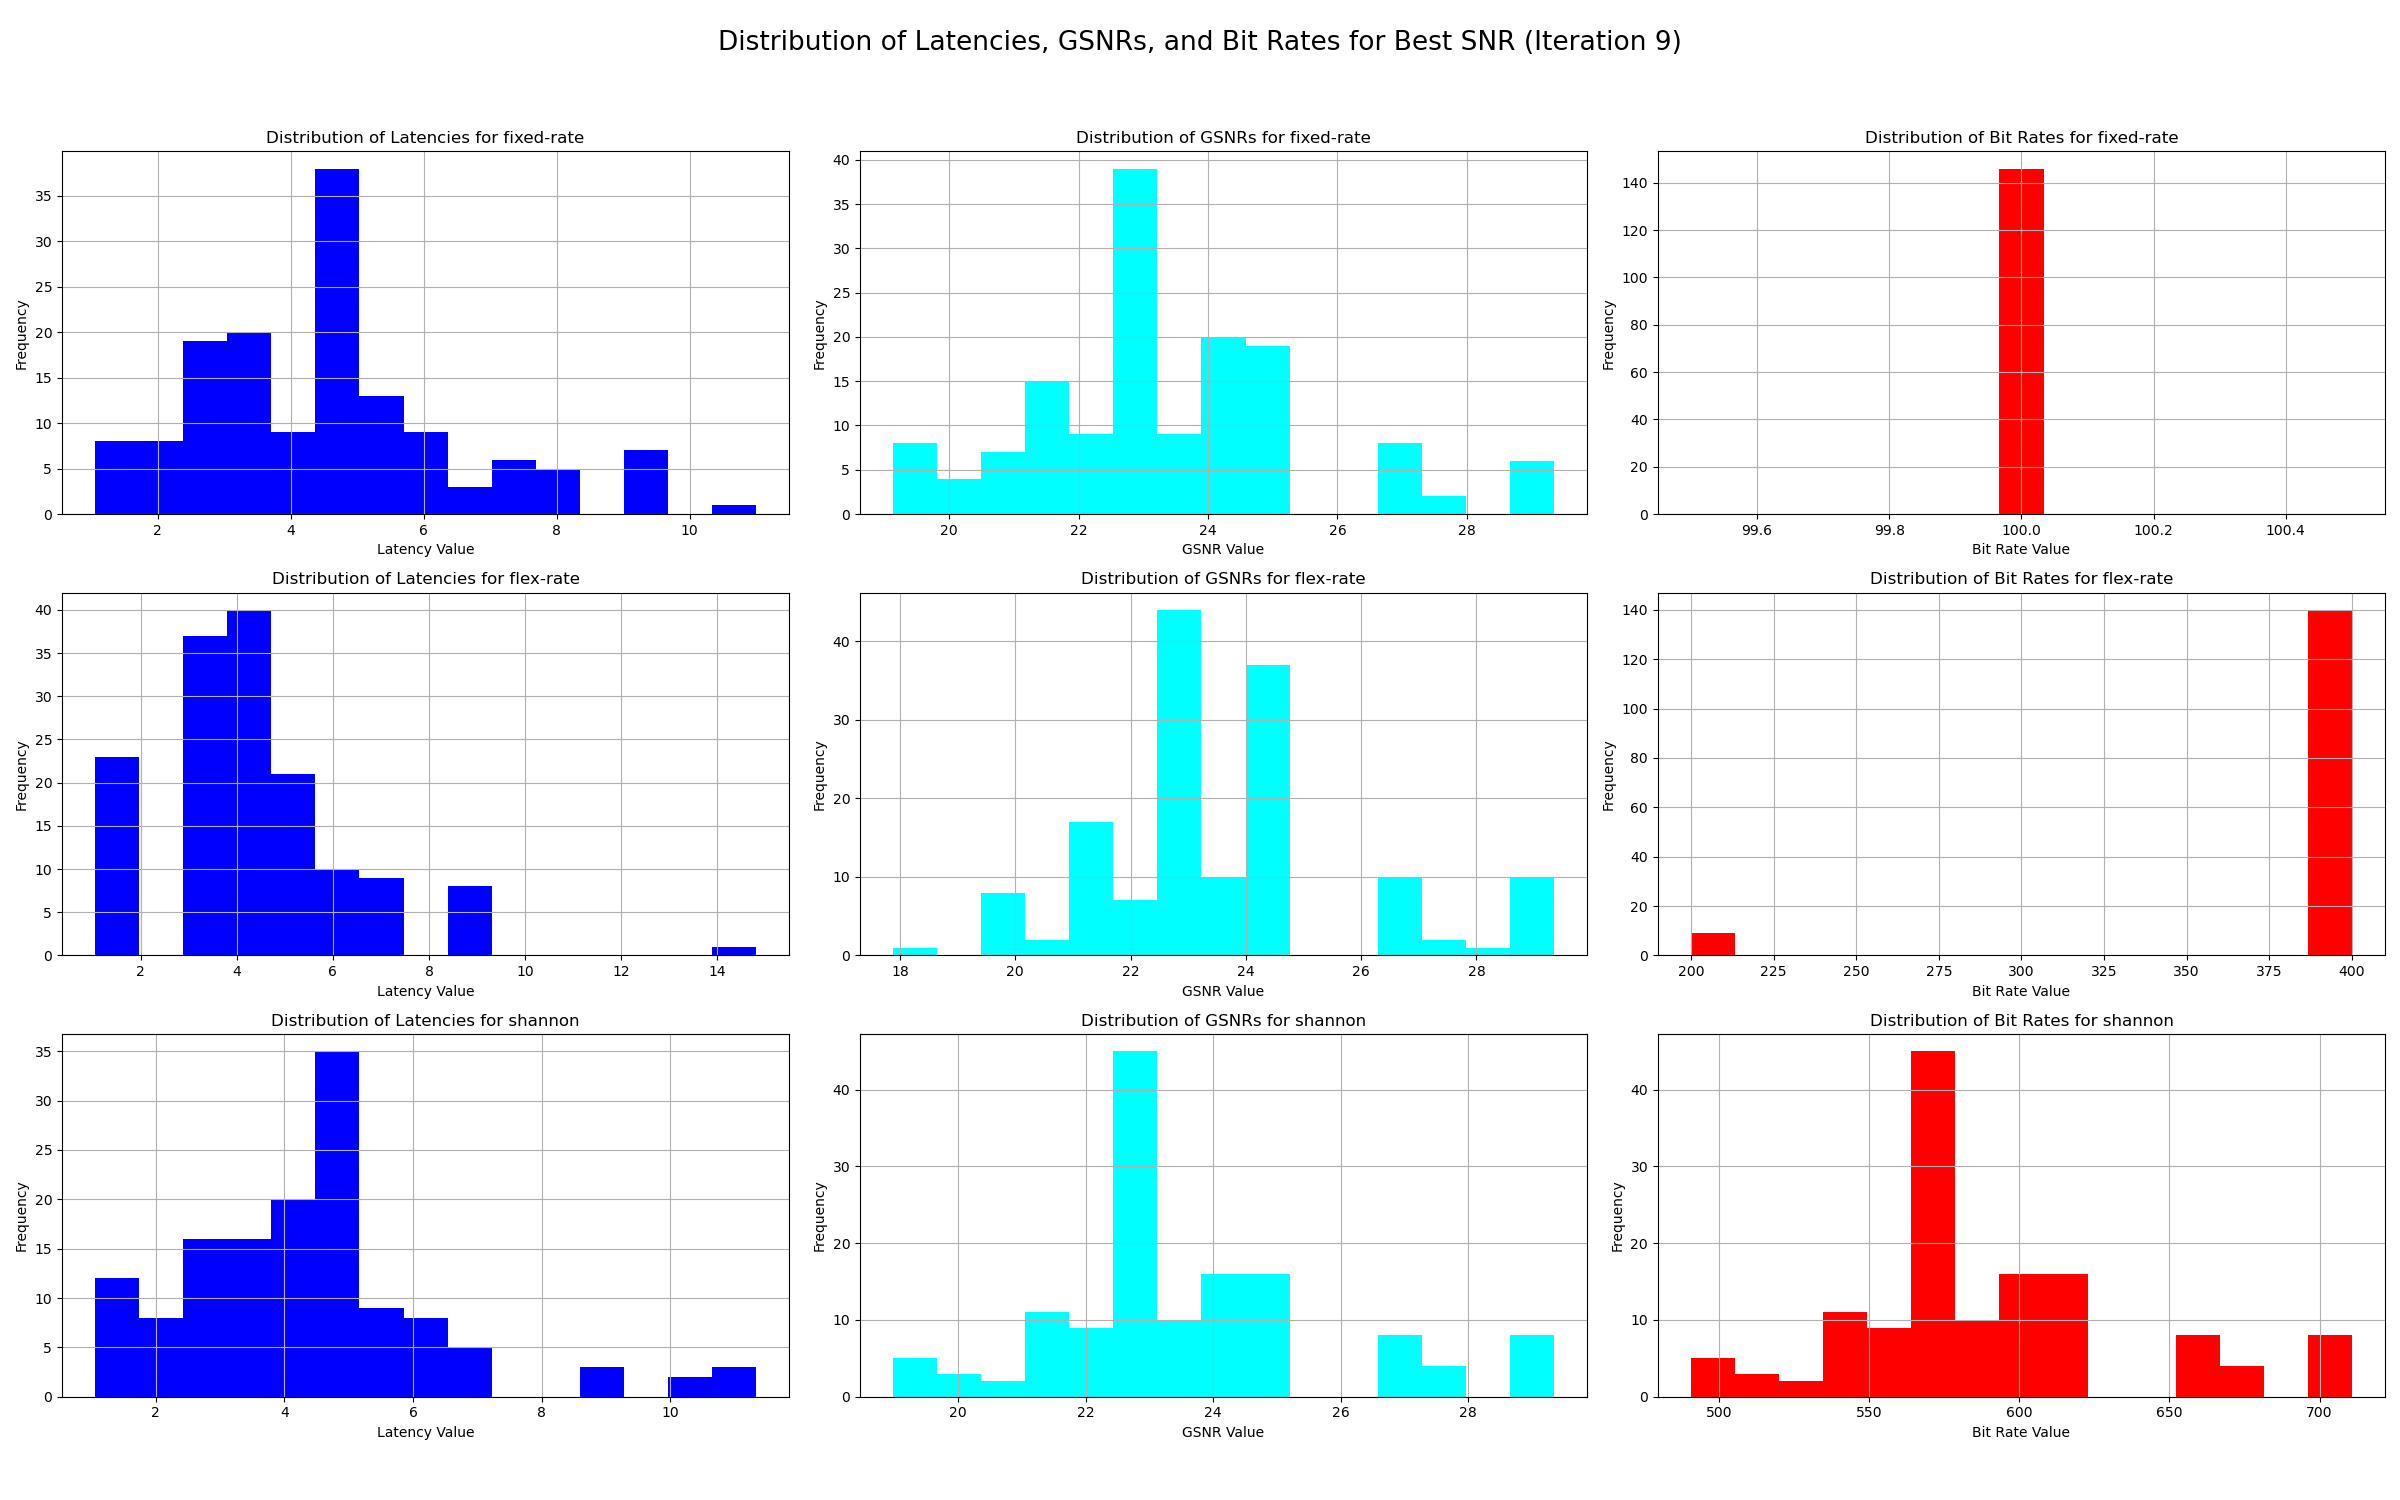 Distribution of Latencies, GSNRs, and Bit Rates for Best SNR (Iteration 9)
Distribution of Latencies for fixed-rate
Frequency
35
30
25
20
15
10
5
0
2 4 6 8 10
Latency Value
Distribution of GSNRs for fixed-rate
Frequency
40
35
30
25
20
15
10
5
0
20 22 24 26 28
GSNR Value
Distribution of Bit Rates for fixed-rate
Frequency
140
120
100
80
60
40
20
0
99.6 99.8 100.0 100.2 100.4
Bit Rate Value
Distribution of Latencies for flex-rate
Frequency
40
35
30
25
20
15
10
5
0
2 4 6 8 10 12 14
Latency Value
Distribution of GSNRs for flex-rate
Frequency
40
30
20
10
0
18 20 22 24 26 28
GSNR Value
Distribution of Bit Rates for flex-rate
Frequency
140
120
100
80
60
40
20
0
200 225 250 275 300 325 350 375 400
Bit Rate Value
Distribution of Latencies for shannon
Frequency
35
30
25
20
15
10
5
0
2 4 6 8 10
Latency Value
Distribution of GSNRs for shannon
Frequency
40
30
20
10
0
20 22 24 26 28
GSNR Value
Distribution of Bit Rates for shannon
Frequency
40
30
20
10
0
500 550 600 650 700
Bit Rate Value